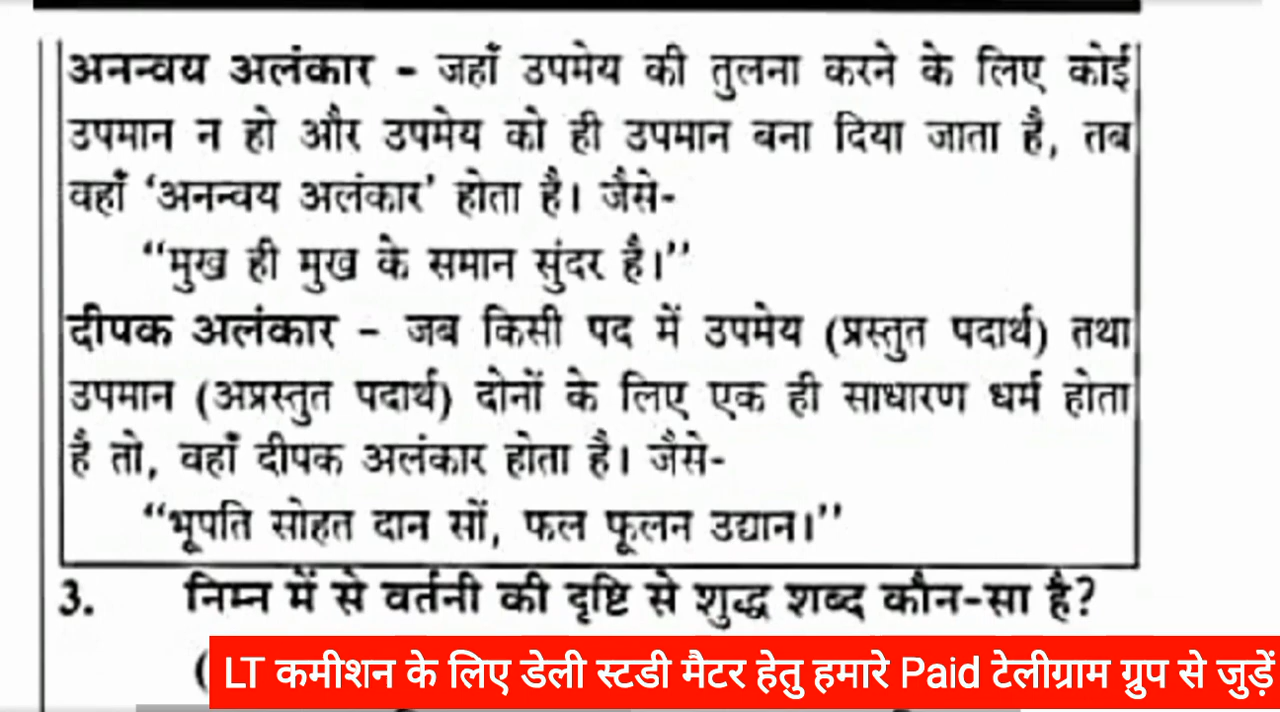 अनन्वय अलंकार - जहाँ उपमेय की तुलना करने के लिए कोई
उपमान न हो और उपमेय को ही उपमान बना दिया जाता है, तब
वहाँ ‘अनन्वय अलंकार’ होता है। जैसे-
“मुख ही मुख के समान सुंदर है।”
दीपक अलंकार - जब किसी पद में उपमेय (प्रस्तुत पदार्थ) तथा
उपमान (अप्रस्तुत पदार्थ) दोनों के लिए एक ही साधारण धर्म होता
है तो, वहाँ दीपक अलंकार होता है। जैसे-
“भूपति सोहत दान सों, फल फूलन उद्यान।”
3. निम्न में से वर्तनी की दृष्टि से शुद्ध शब्द कौन-सा है?
(
LT कमीशन के लिए डेली स्टडी मैटर हेतु हमारे Paid टेलीग्राम ग्रुप से जुड़ें